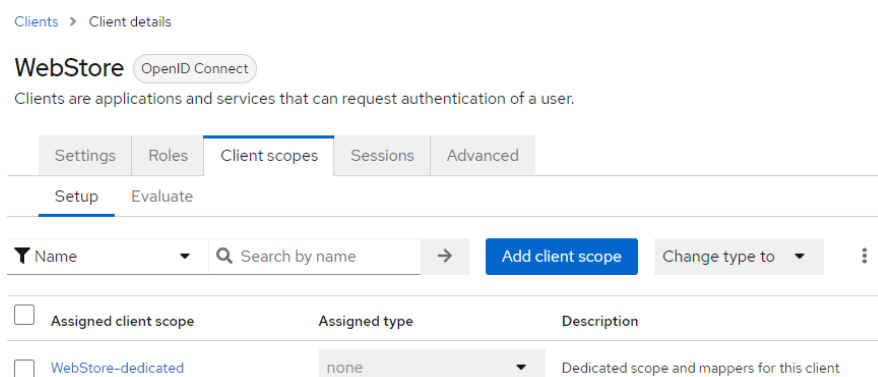 Clients > Client details
WebStore OpenID Connect
Clients are applications and services that can request authentication of a user.
Settings Roles Client scopes Sessions Advanced
Setup Evaluate
Name Search by name → Add client scope Change type to
Assigned client scope Assigned type Description
WebStore-dedicated none Dedicated scope and mappers for this client